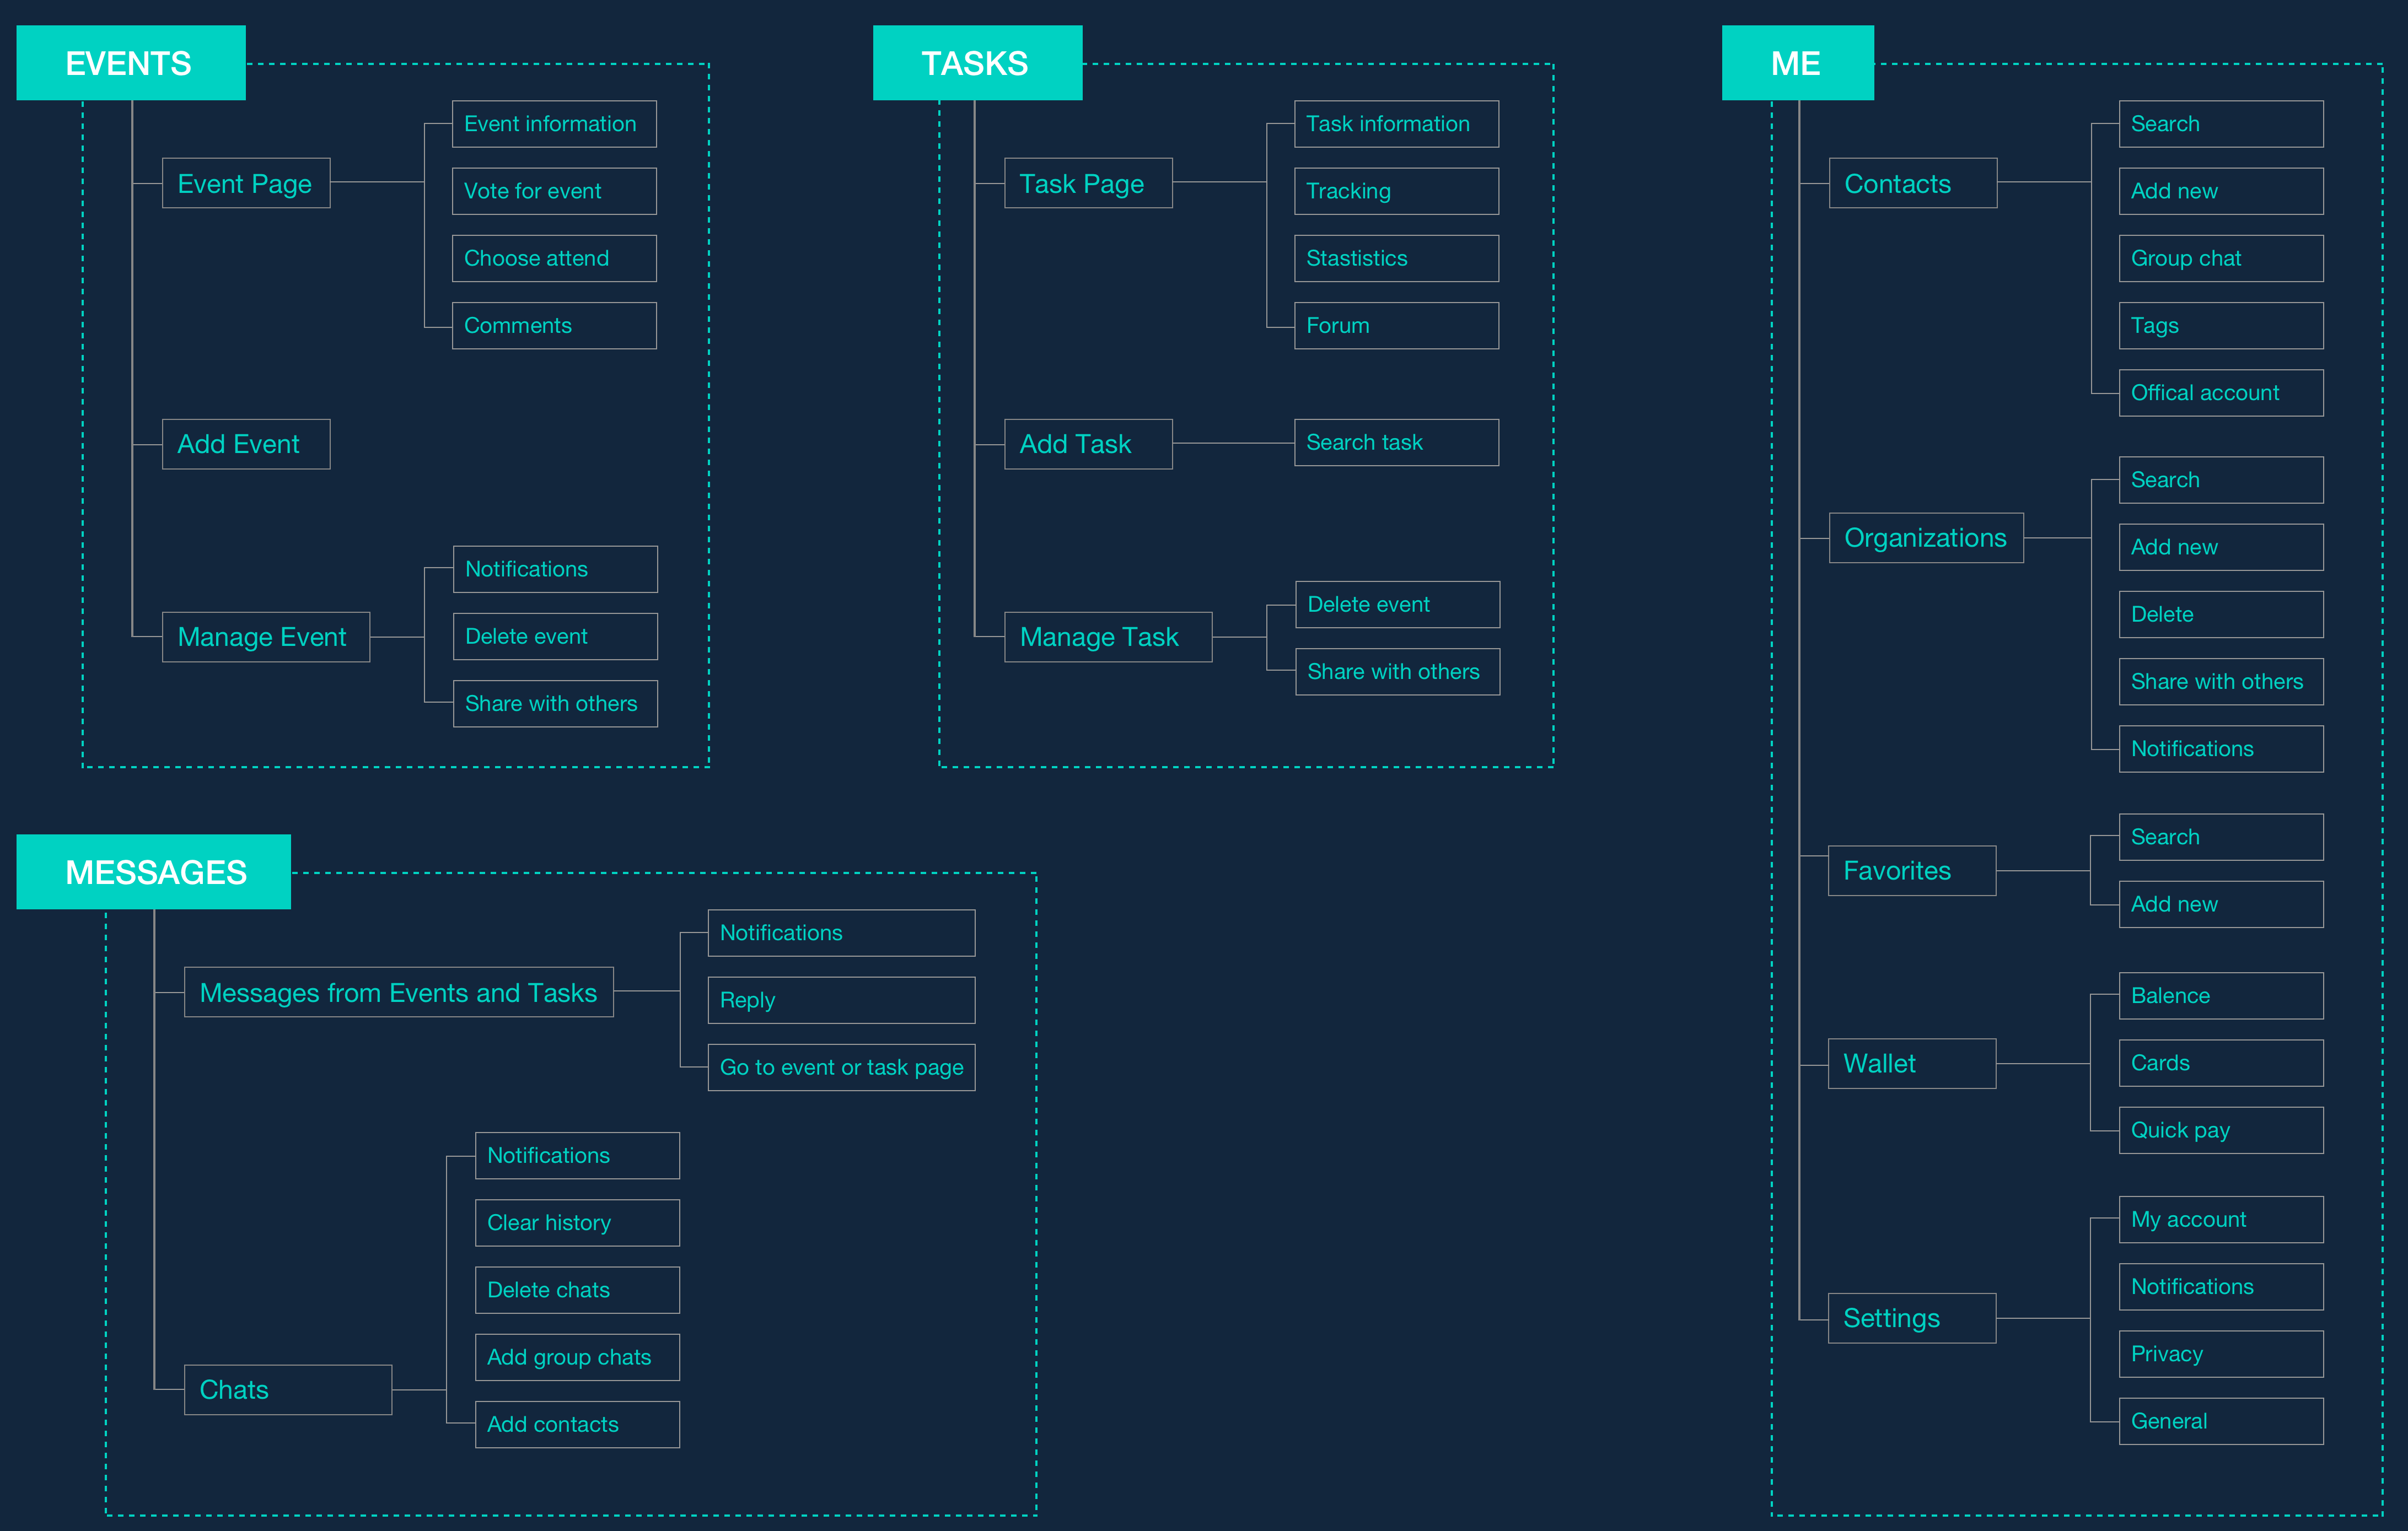 EVENTS
Event Page
Event information
Vote for event
Choose attend
Comments
Add Event
Manage Event
Notifications
Delete event
Share with others
TASKS
Task Page
Task information
Tracking
Stastistics
Forum
Add Task
Search task
Manage Task
Delete event
Share with others
ME
Contacts
Search
Add new
Group chat
Tags
Offical account
Organizations
Search
Add new
Delete
Share with others
Notifications
Favorites
Search
Add new
Wallet
Balence
Cards
Quick pay
Settings
My account
Notifications
Privacy
General
MESSAGES
Messages from Events and Tasks
Notifications
Reply
Go to event or task page
Chats
Notifications
Clear history
Delete chats
Add group chats
Add contacts